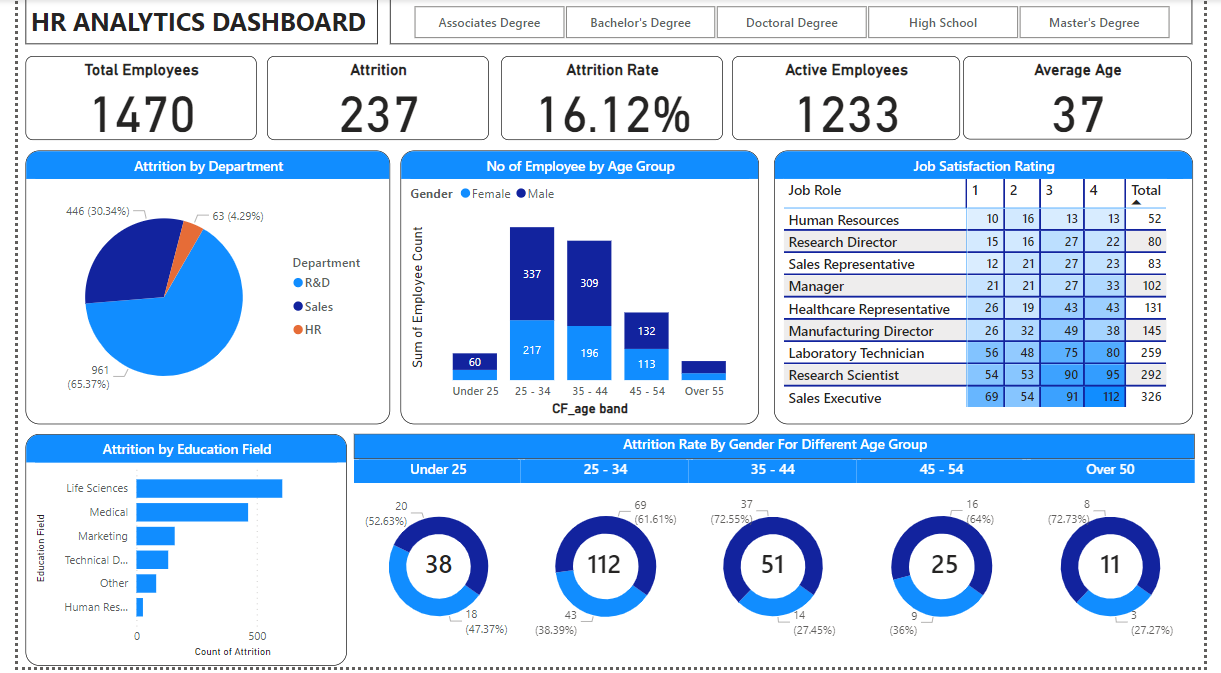 HR ANALYTICS DASHBOARD
Associates Degree
Bachelor's Degree
Doctoral Degree
High School
Master's Degree
Total Employees
1470
Attrition
237
Attrition Rate
16.12%
Active Employees
1233
Average Age
37
Attrition by Department
446 (30.34%)
63 (4.29%)
961
(65.37%)
Department
R&D
Sales
HR
No of Employee by Age Group
Gender Female Male
Sum of Employee Count
337
309
132
60
217
196
113
Under 25 25 - 34 35 - 44 45 - 54 Over 55
CF_age band
Job Satisfaction Rating
Job Role 1 2 3 4 Total
Human Resources 10 16 13 13 52
Research Director 15 16 27 22 80
Sales Representative 12 21 27 23 83
Manager 21 21 27 33 102
Healthcare Representative 26 19 43 43 131
Manufacturing Director 26 32 49 38 145
Laboratory Technician 56 48 75 80 259
Research Scientist 54 53 90 95 292
Sales Executive 69 54 91 112 326
Attrition by Education Field
Education Field
Life Sciences
Medical
Marketing
Technical D...
Other
Human Res...
0 500
Count of Attrition
Attrition Rate By Gender For Different Age Group
Under 25
25 - 34
35 - 44
45 - 54
Over 50
20
(52.63%)
38
18
(47.37%)
69
(61.61%)
112
43
(38.39%)
37
(72.55%)
51
14
(27.45%)
16
(64%)
25
9
(36%)
8
(72.73%)
11
3
(27.27%)